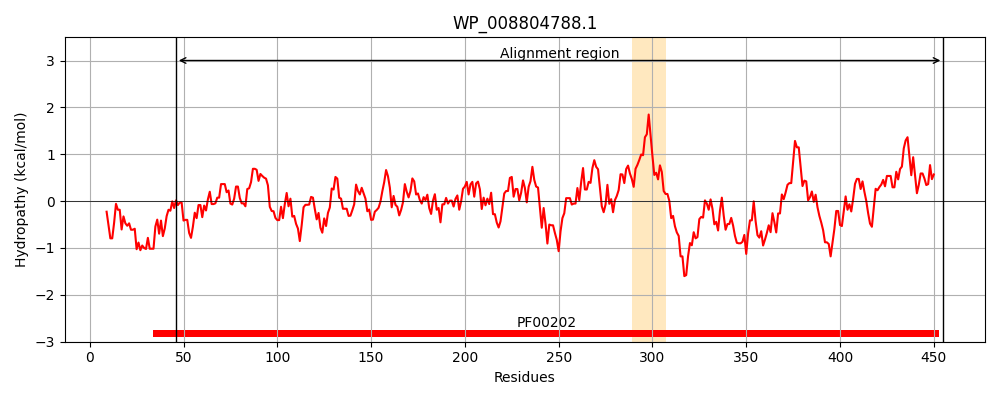 WP_008804788.1
Alignment region
Hydropathy (kcal/mol)
3
2
1
0
−1
−2
−3
PF00202
0 50 100 150 200 250 300 350 400 450
Residues